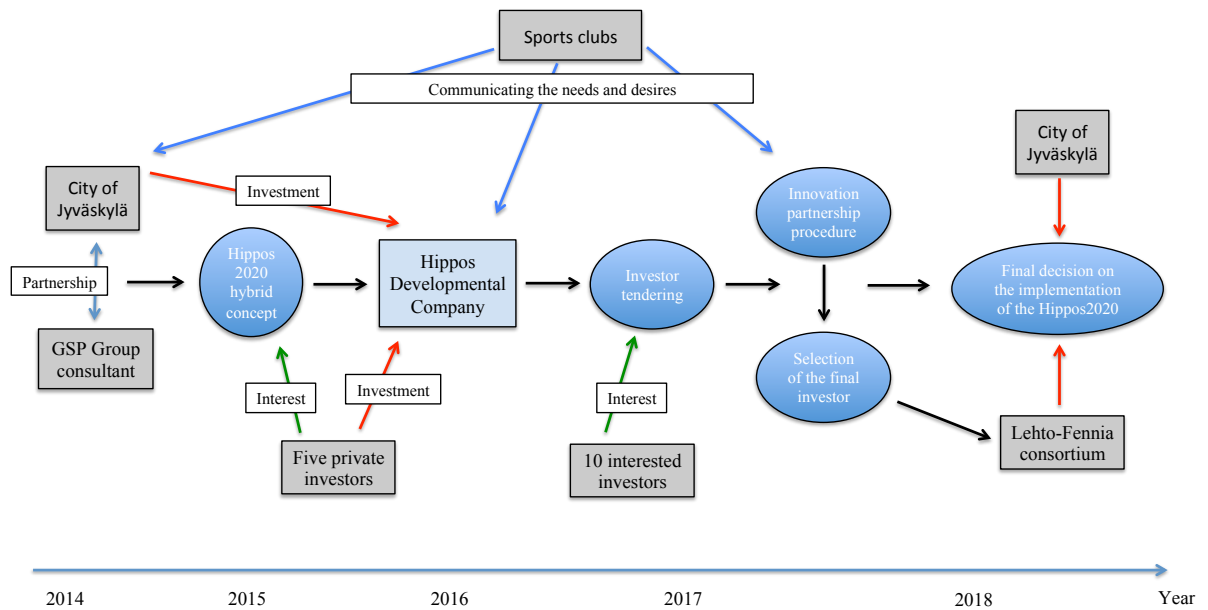 Sports clubs
Communicating the needs and desires
City of
Jyväskylä
City of
Jyväskylä
Investment
Innovation
partnership
procedure
Partnership
Hippos
2020
hybrid
concept
Hippos
Developmental
Company
Investor
tendering
Final decision on
the implementation
of the Hippos2020
GSP Group
consultant
Selection
of the final
investor
Interest
Investment
Interest
Five private
investors
10 interested
investors
Lehto-Fennia
consortium
2014
2015
2016
2017
2018
Year